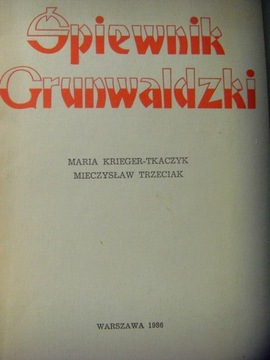 Śpiewnik
Grunwaldzki
MARIA KRIEGER-TKACZYK
MIECZYSŁAW TRZECIAK
WARSZAWA 1986